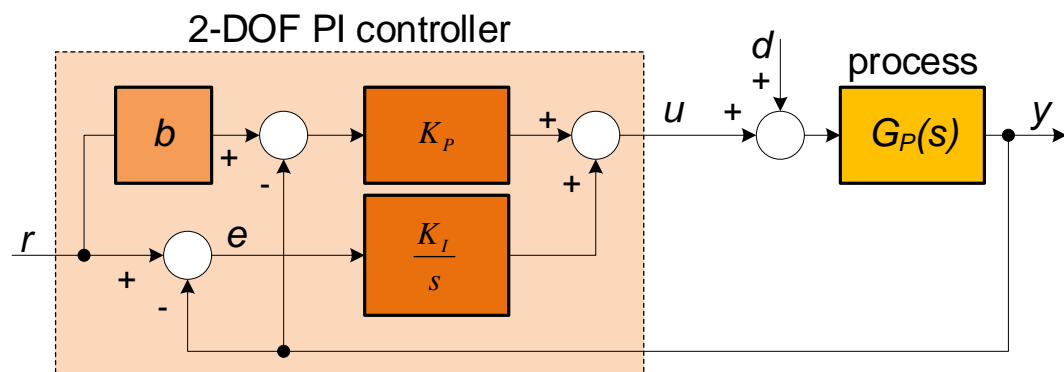 2-DOF PI controller
d
process
+
b
+
-
K_P
+
+
u
+
G_P(s)
y
r
+
-
e
K_I
s